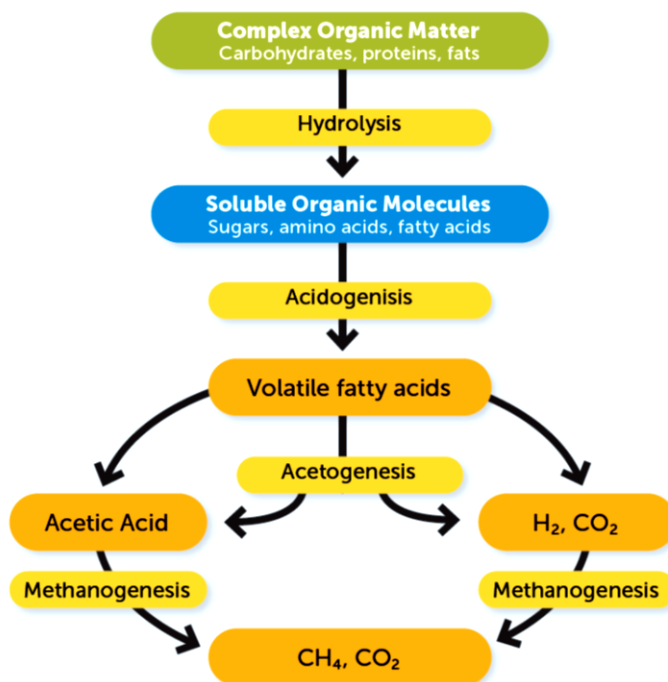 Complex Organic Matter
Carbohydrates, proteins, fats
Hydrolysis
Soluble Organic Molecules
Sugars, amino acids, fatty acids
Acidogenisis
Volatile fatty acids
Acetogenesis
Acetic Acid
H₂, CO₂
Methanogenesis
Methanogenesis
CH₄, CO₂